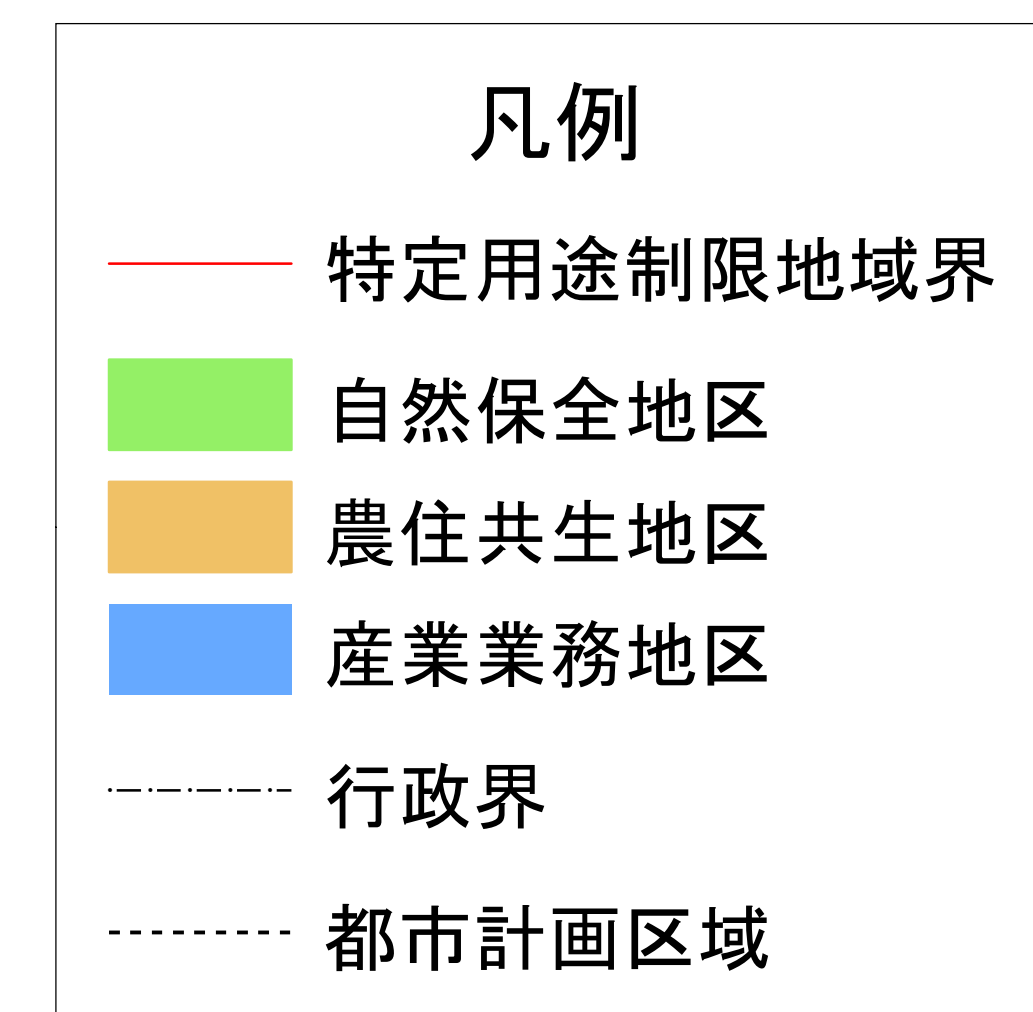 凡例
特定用途制限地域界
自然保全地区
農住共生地区
産業業務地区
行政界
都市計画区域